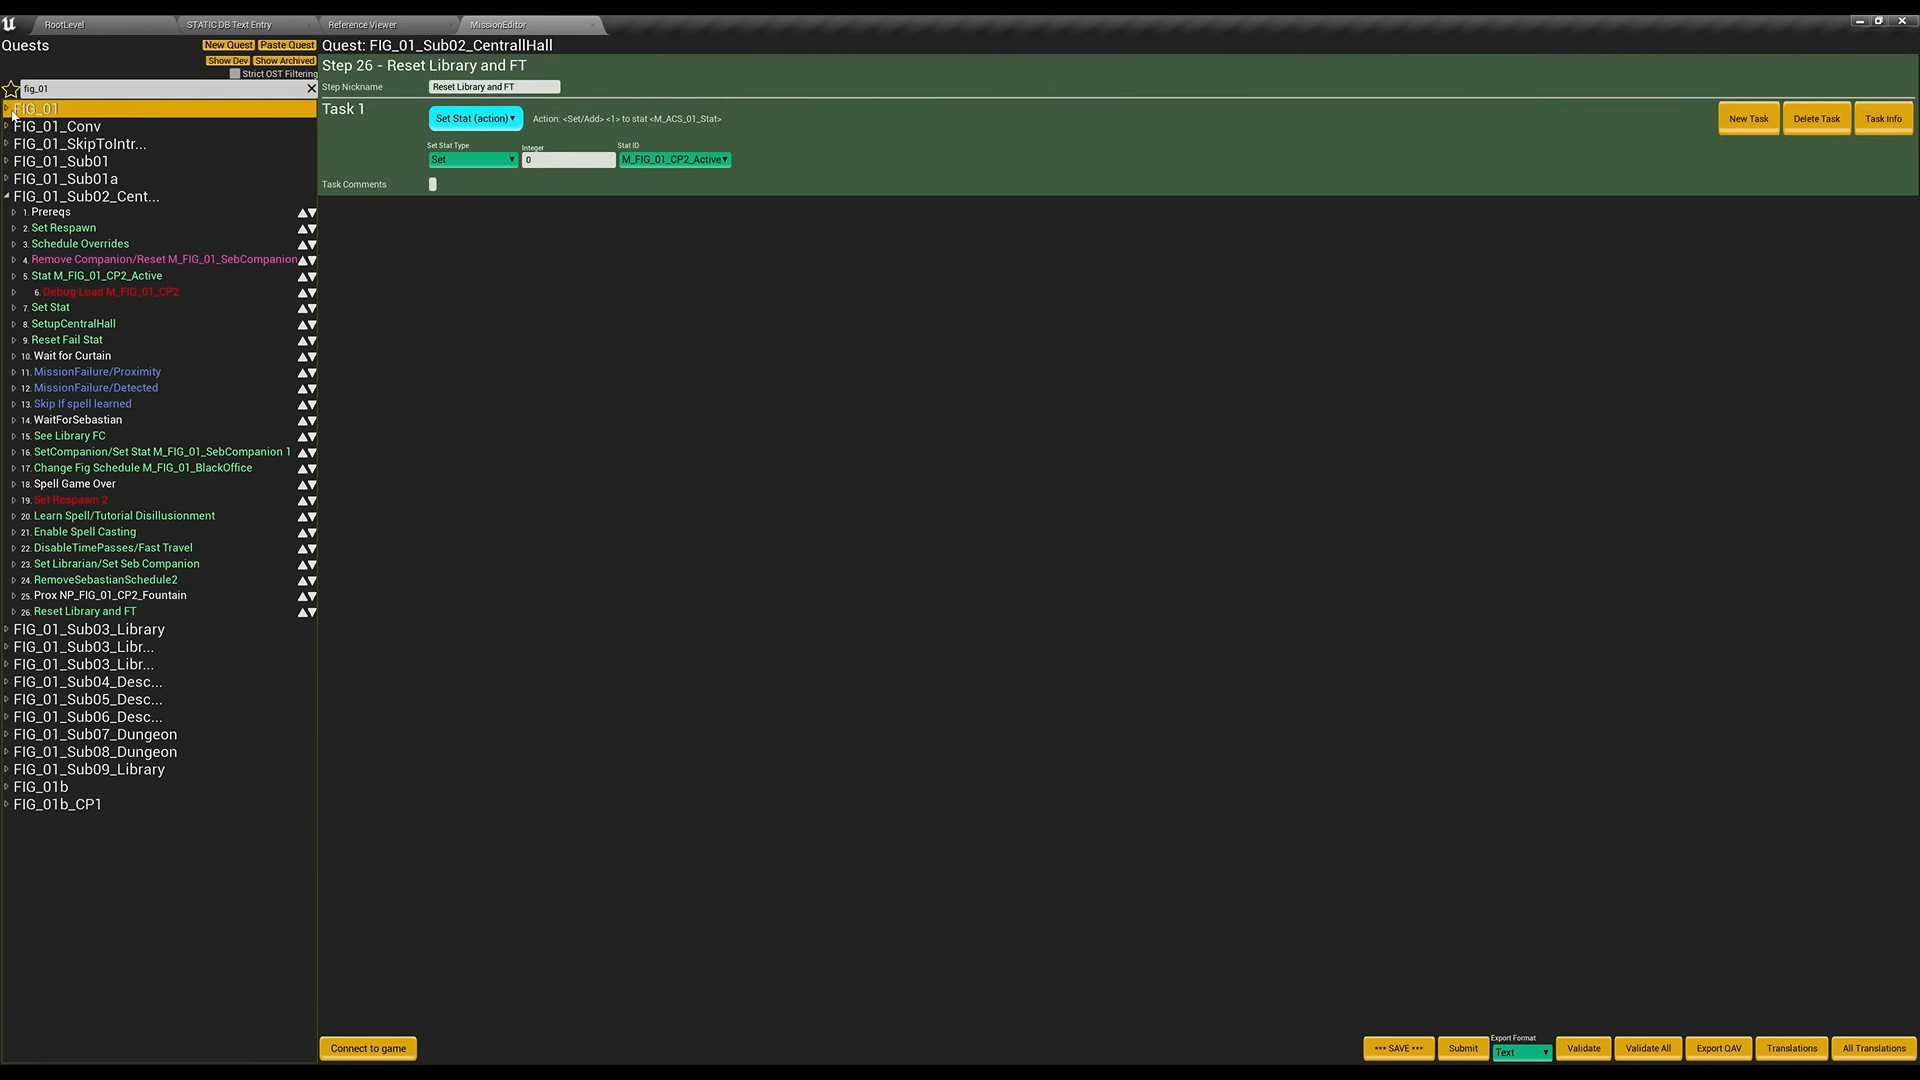 RootLevel
STATIC DB Text Entry
Reference Viewer
MissionEditor
Quests
New Quest
Paste Quest
Show Dev
Show Archived
Strict OST Filtering
fig_01
FIG_01
FIG_01_Conv
FIG_01_SkipToIntr...
FIG_01_Sub01
FIG_01_Sub01a
FIG_01_Sub02_Cent...
1. Prereqs
2. Set Respawn
3. Schedule Overrides
4. Remove Companion/Reset M_FIG_01_SebCompanion
5. Stat M_FIG_01_CP2_Active
6. Debug Load M_FIG_01_CP2
7. Set Stat
8. SetupCentralHall
9. Reset Fail Stat
10. Wait for Curtain
11. MissionFailure/Proximity
12. MissionFailure/Detected
13. Skip If spell learned
14. WaitForSebastian
15. See Library FC
16. SetCompanion/Set Stat M_FIG_01_SebCompanion 1
17. Change Fig Schedule M_FIG_01_BlackOffice
18. Spell Game Over
19. Set Respawn 2
20. Learn Spell/Tutorial Disillusionment
21. Enable Spell Casting
22. DisableTimePasses/Fast Travel
23. Set Librarian/Set Seb Companion
24. RemoveSebastianSchedule2
25. Prox NP_FIG_01_CP2_Fountain
26. Reset Library and FT
FIG_01_Sub03_Library
FIG_01_Sub03_Libr...
FIG_01_Sub03_Libr...
FIG_01_Sub04_Desc...
FIG_01_Sub05_Desc...
FIG_01_Sub06_Desc...
FIG_01_Sub07_Dungeon
FIG_01_Sub08_Dungeon
FIG_01_Sub09_Library
FIG_01b
FIG_01b_CP1
Quest: FIG_01_Sub02_CentrallHall
Step 26 - Reset Library and FT
Step Nickname
Reset Library and FT
Task 1
Set Stat (action)
Action: <Set/Add> <1> to stat <M_ACS_01_Stat>
New Task
Delete Task
Task Info
Set Stat Type
Integer
Stat ID
Set
0
M_FIG_01_CP2_Active
Task Comments
Connect to game
*** SAVE ***
Submit
Export Format
Text
Validate
Validate All
Export QAV
Translations
All Translations